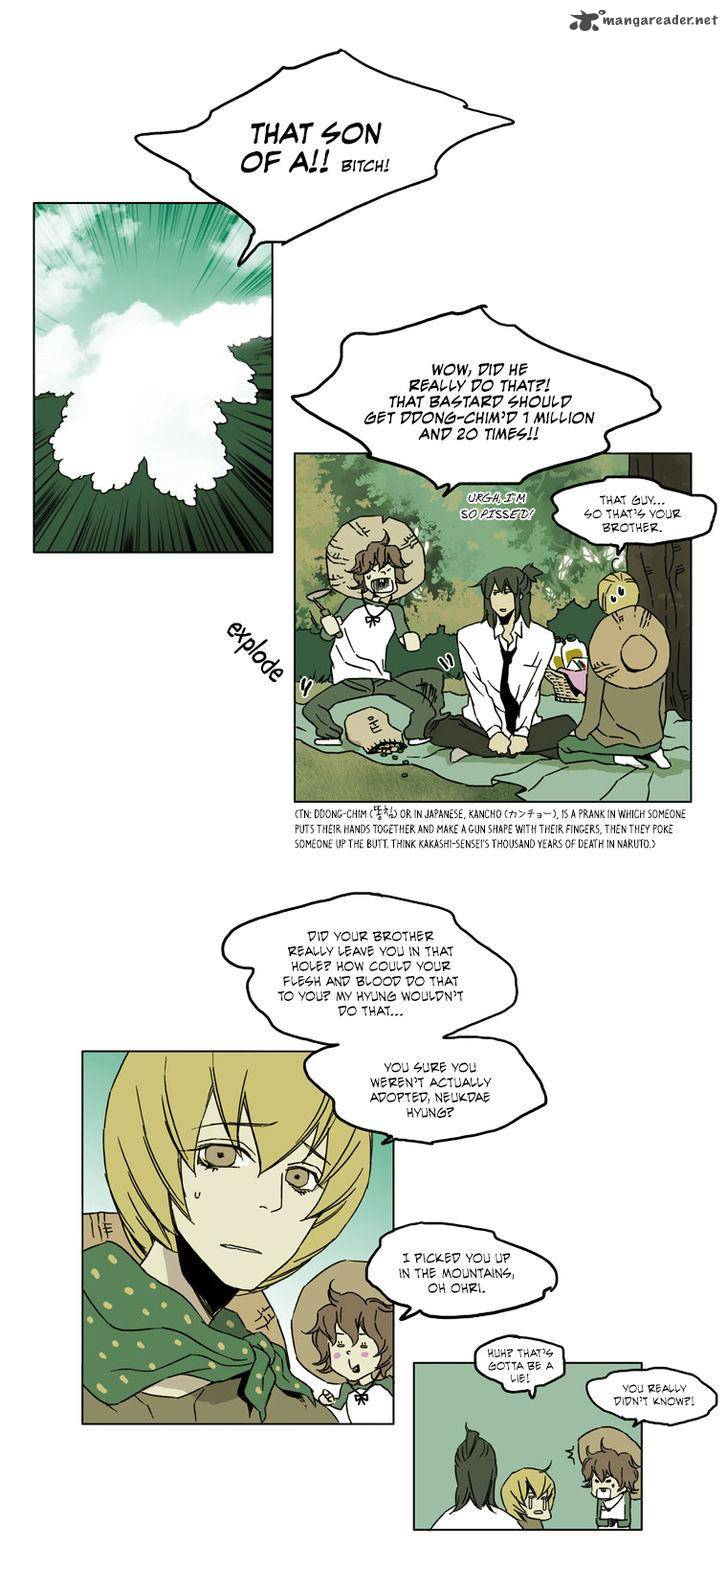 mangareader.net
THAT SON
OF A!! BITCH!
WOW, DID HE
REALLY DO THAT?!
THAT BASTARD SHOULD
GET DDONG-CHIM'D 1 MILLION
AND 20 TIMES!!
URGH, I'M
SO PISSED!
THAT GUY...
SO THAT'S YOUR
BROTHER.
explode
(TN: DDONG-CHIM (똥침) OR IN JAPANESE, KANCHO (カンチョー), IS A PRANK IN WHICH SOMEONE
PUTS THEIR HANDS TOGETHER AND MAKE A GUN SHAPE WITH THEIR FINGERS, THEN THEY POKE
SOMEONE UP THE BUTT. THINK KAKASHI-SENSEI'S THOUSAND YEARS OF DEATH IN NARUTO.)
DID YOUR BROTHER
REALLY LEAVE YOU IN THAT
HOLE? HOW COULD YOUR
FLESH AND BLOOD DO THAT
TO YOU? MY HYUNG WOULDN'T
DO THAT...
YOU SURE YOU
WEREN'T ACTUALLY
ADOPTED, NEUKDAE
HYUNG?
I PICKED YOU UP
IN THE MOUNTAINS,
OH OHRI.
HUH? THAT'S
GOTTA BE A
LIE!
YOU REALLY
DIDN'T KNOW?!